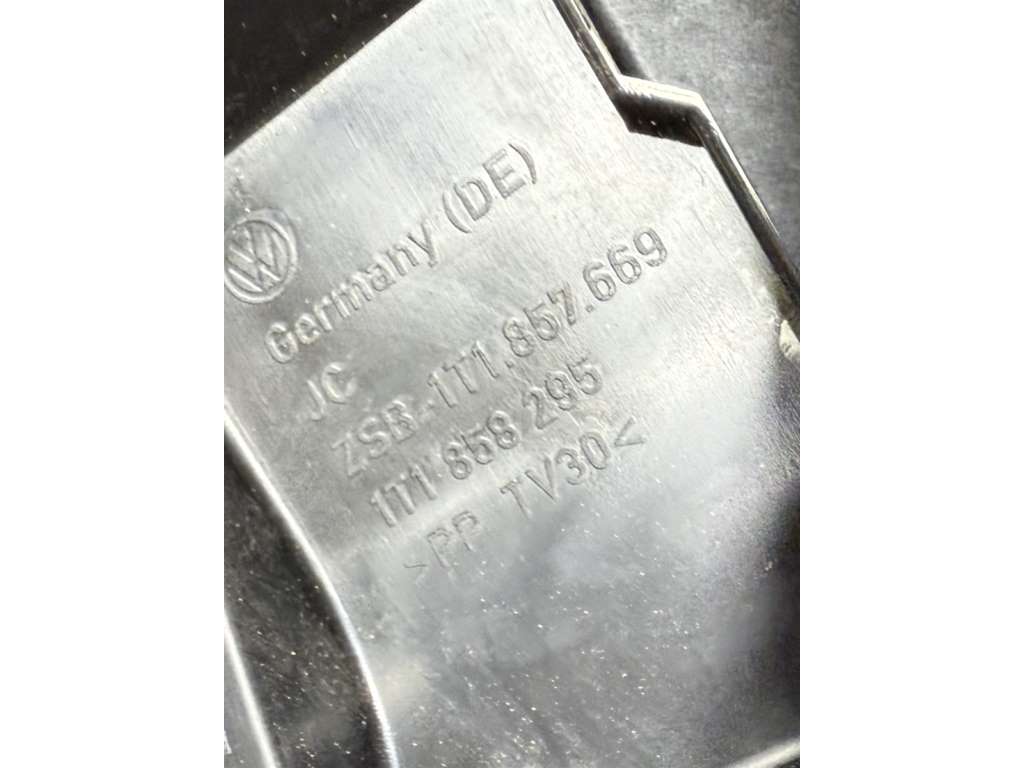 Germany (DE)
JC
ZSB 1T1.857.669
1T1 858 295
>PP TV30<